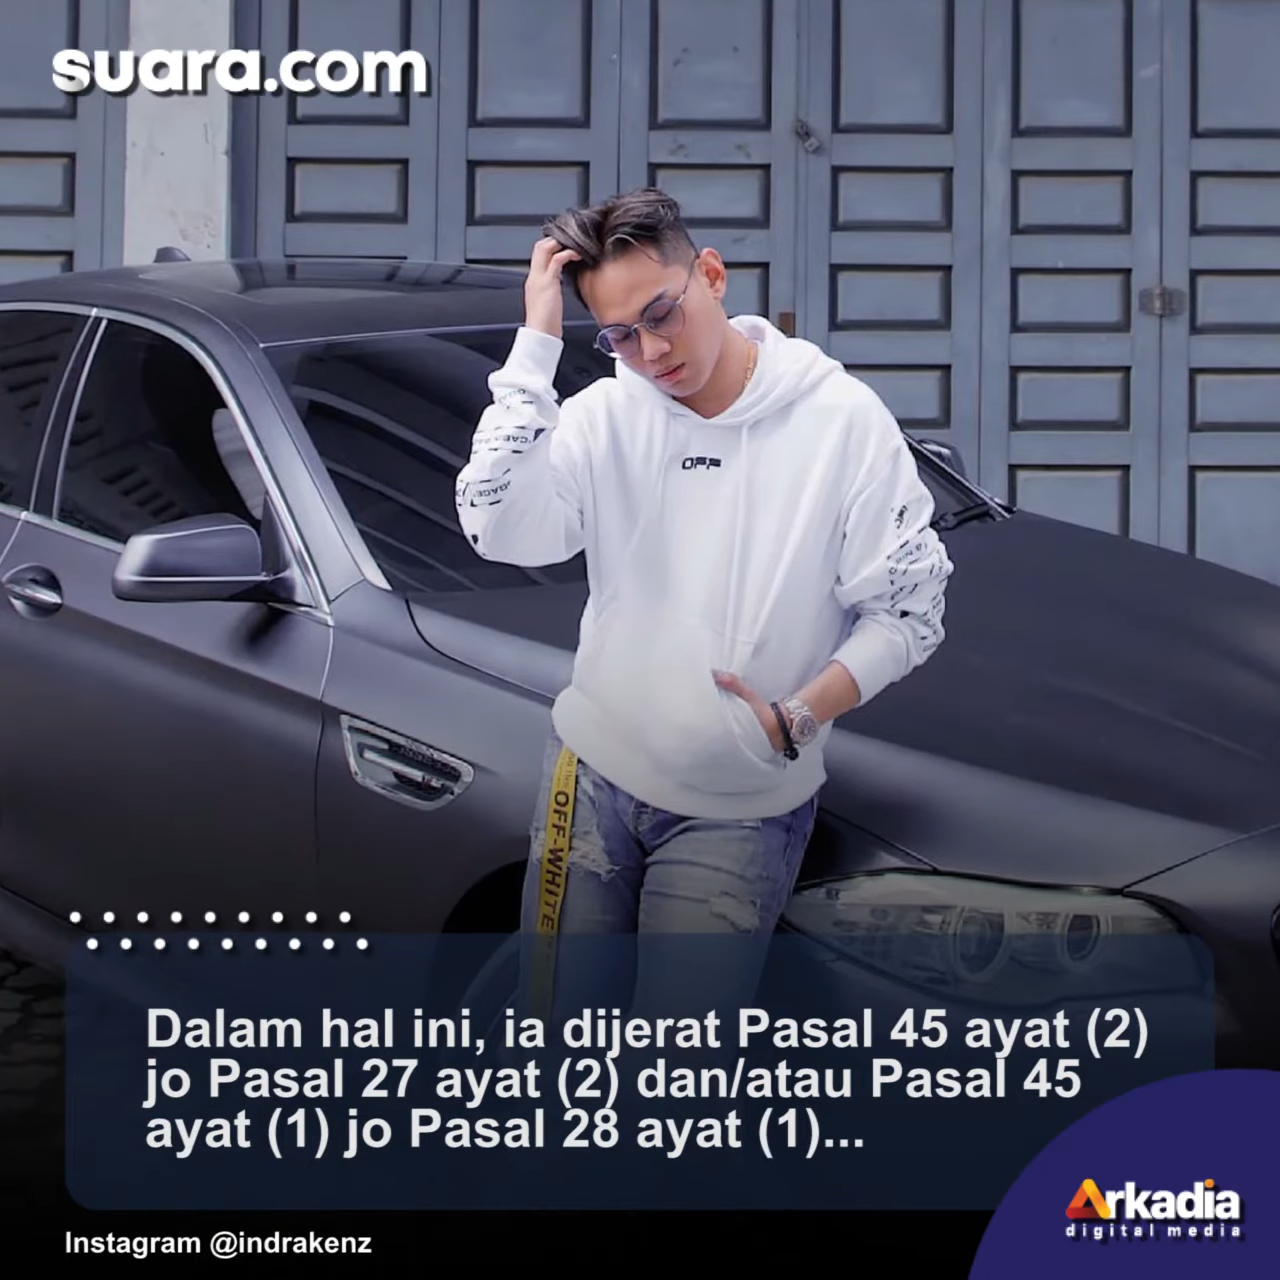 suara.com
OFF
OFF-WHITE
Dalam hal ini, ia dijerat Pasal 45 ayat (2)
jo Pasal 27 ayat (2) dan/atau Pasal 45
ayat (1) jo Pasal 28 ayat (1)...
Arkadia
digital media
Instagram @indrakenz